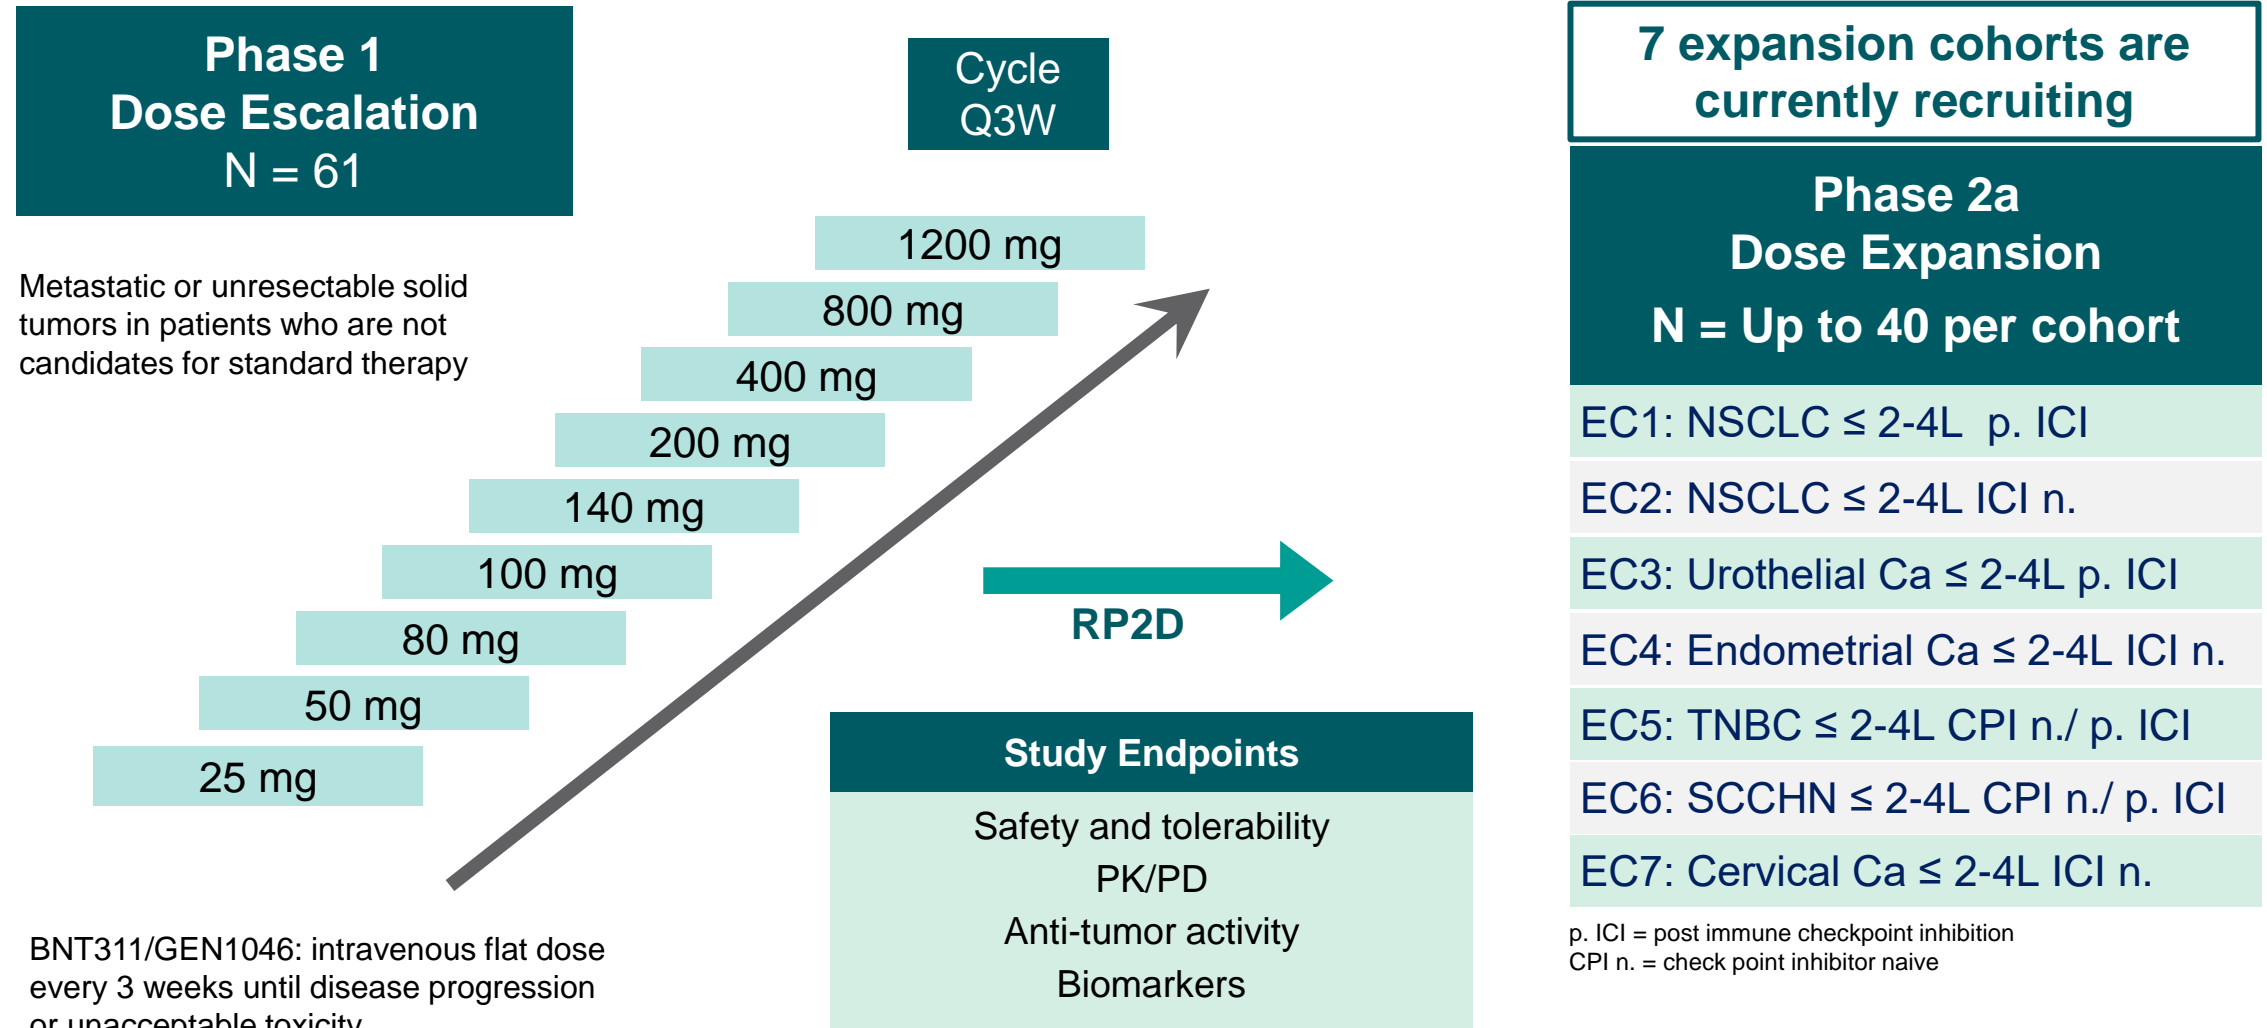 Phase 1
Dose Escalation
N = 61
Metastatic or unresectable solid
tumors in patients who are not
candidates for standard therapy
Cycle
Q3W
1200 mg
800 mg
400 mg
200 mg
140 mg
100 mg
80 mg
50 mg
25 mg
BNT311/GEN1046: intravenous flat dose
every 3 weeks until disease progression
or unacceptable toxicity
RP2D
Study Endpoints
Safety and tolerability
PK/PD
Anti-tumor activity
Biomarkers
7 expansion cohorts are
currently recruiting
Phase 2a
Dose Expansion
N = Up to 40 per cohort
EC1: NSCLC ≤ 2-4L p. ICI
EC2: NSCLC ≤ 2-4L ICI n.
EC3: Urothelial Ca ≤ 2-4L p. ICI
EC4: Endometrial Ca ≤ 2-4L ICI n.
EC5: TNBC ≤ 2-4L CPI n./ p. ICI
EC6: SCCHN ≤ 2-4L CPI n./ p. ICI
EC7: Cervical Ca ≤ 2-4L ICI n.
p. ICI = post immune checkpoint inhibition
CPI n. = check point inhibitor naive